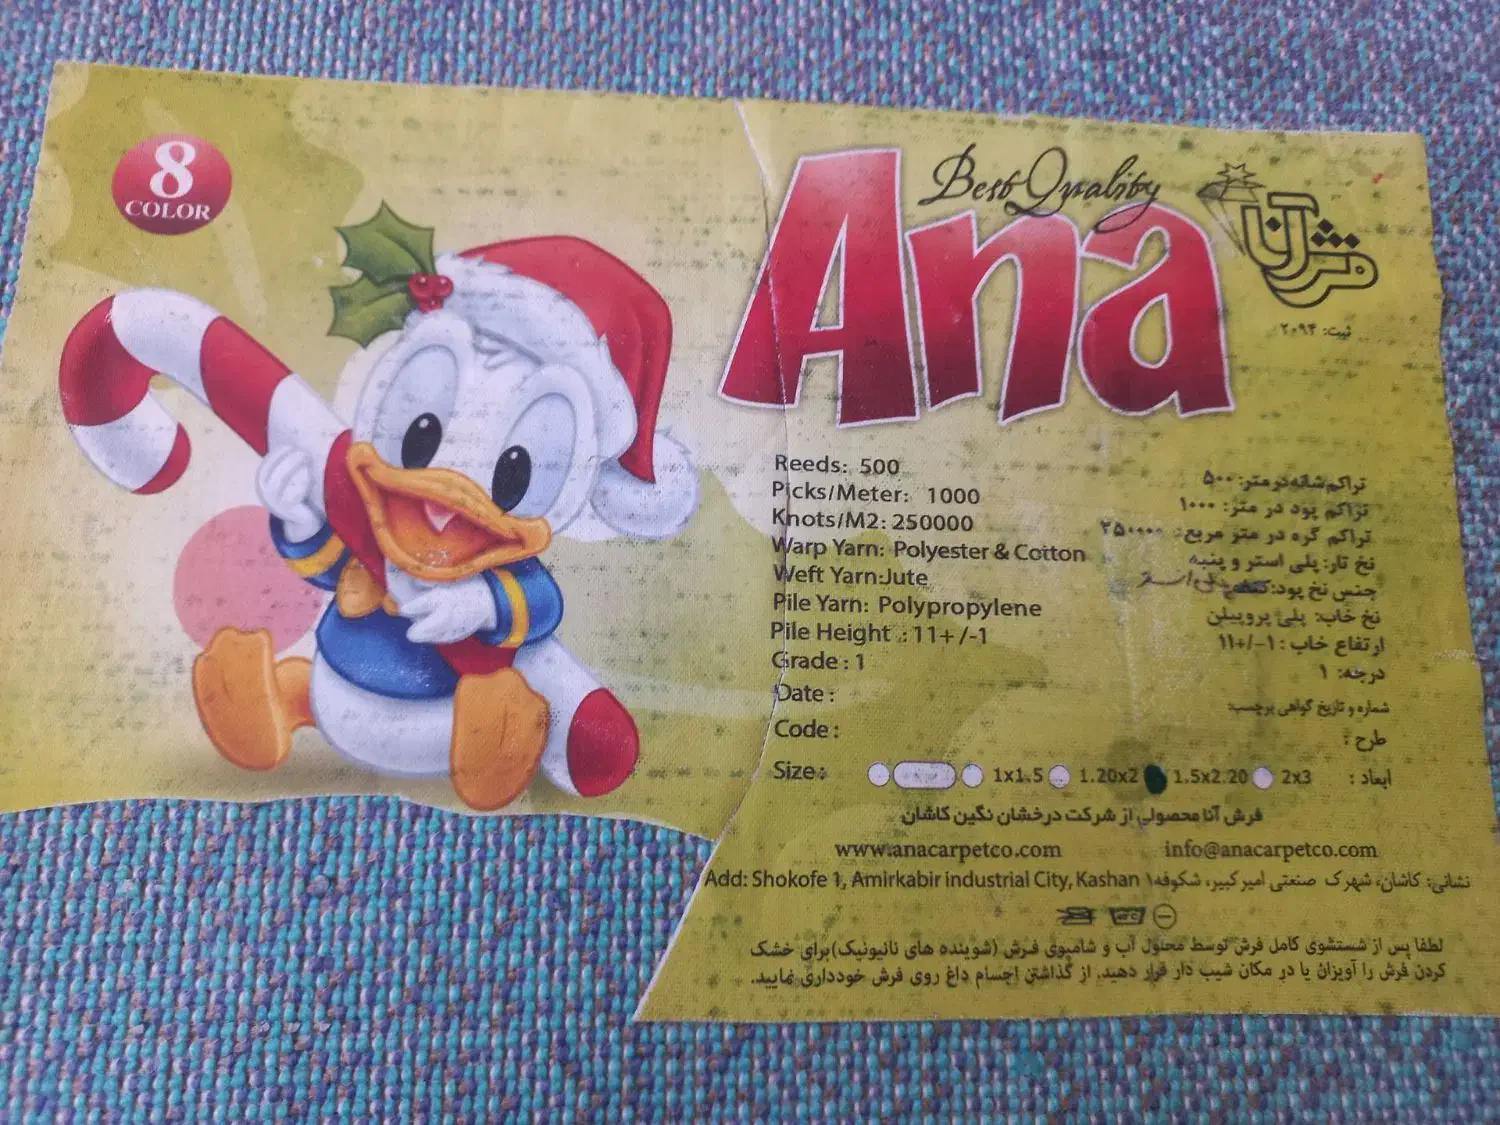 8
COLOR
Best Quality
Ana
فرش آنا
ثبت: ۲۰۹۴
Reeds: 500
Picks/Meter: 1000
Knots/M2: 250000
Warp Yarn: Polyester & Cotton
Weft Yarn:Jute
Pile Yarn: Polypropylene
Pile Height : 11+/-1
Grade : 1
Date :
Code :
تراکم شانه در متر: ۵۰۰
تراکم پود در متر: ۱۰۰۰
تراکم گره در متر مربع: ۲۵۰۰۰۰
نخ تار: پلی استر و پنبه
جنس نخ پود: پلی استر
نخ خاب: پلی پروپیلن
ارتفاع خاب : ۱-/+۱۱
درجه: ۱
شماره و تاریخ گواهی برچسب:
طرح :
Size : 1x1.5 1.20x2 1.5x2.20 2x3 ابعاد :
فرش آنا محصولی از شرکت درخشان نگین کاشان
www.anacarpetco.com info@anacarpetco.com
Add: Shokofe 1, Amirkabir industrial City, Kashan نشانی: کاشان، شهرک صنعتی امیرکبیر، شکوفه۱
لطفا پس از شستشوی کامل فرش توسط محلول آب و شامپوی فرش (شوینده های نانیونیک) برای خشک
کردن فرش را آویزان یا در مکان شیب دار قرار دهید. از گذاشتن اجسام داغ روی فرش خودداری نمایید.